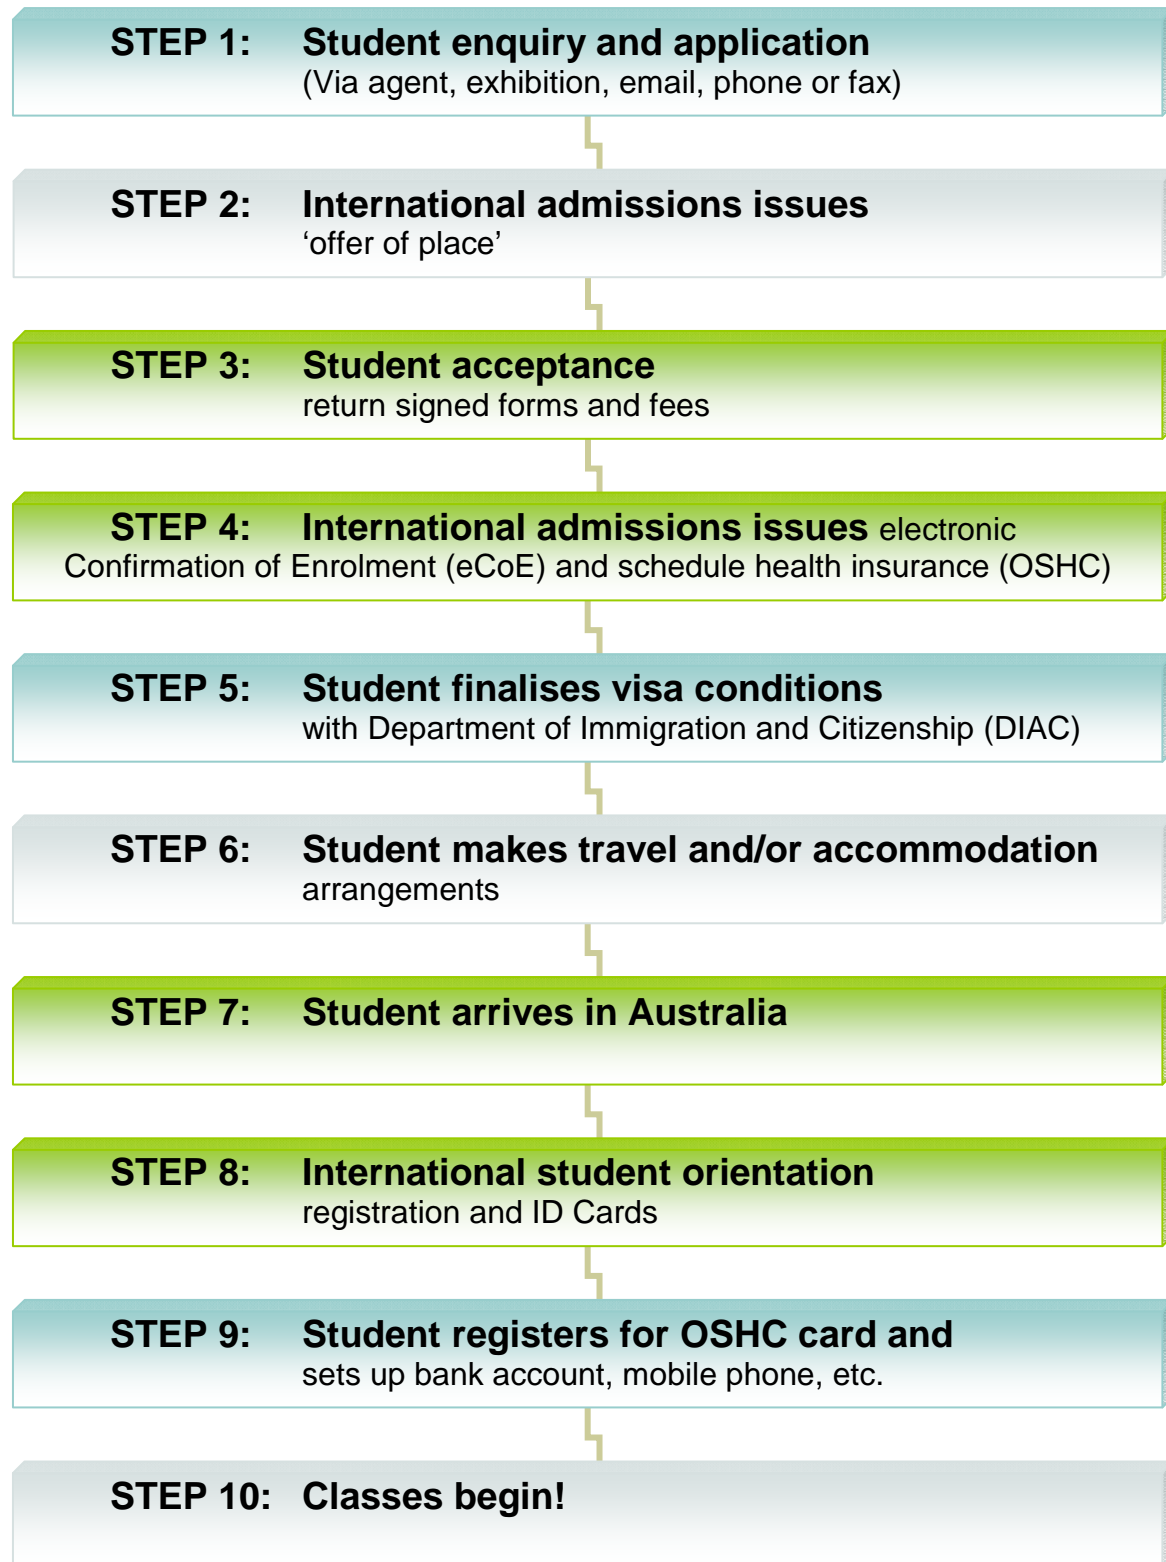 STEP 1: Student enquiry and application
(Via agent, exhibition, email, phone or fax)
STEP 2: International admissions issues
‘offer of place’
STEP 3: Student acceptance
return signed forms and fees
STEP 4: International admissions issues electronic
Confirmation of Enrolment (eCoE) and schedule health insurance (OSHC)
STEP 5: Student finalises visa conditions
with Department of Immigration and Citizenship (DIAC)
STEP 6: Student makes travel and/or accommodation
arrangements
STEP 7: Student arrives in Australia
STEP 8: International student orientation
registration and ID Cards
STEP 9: Student registers for OSHC card and
sets up bank account, mobile phone, etc.
STEP 10: Classes begin!